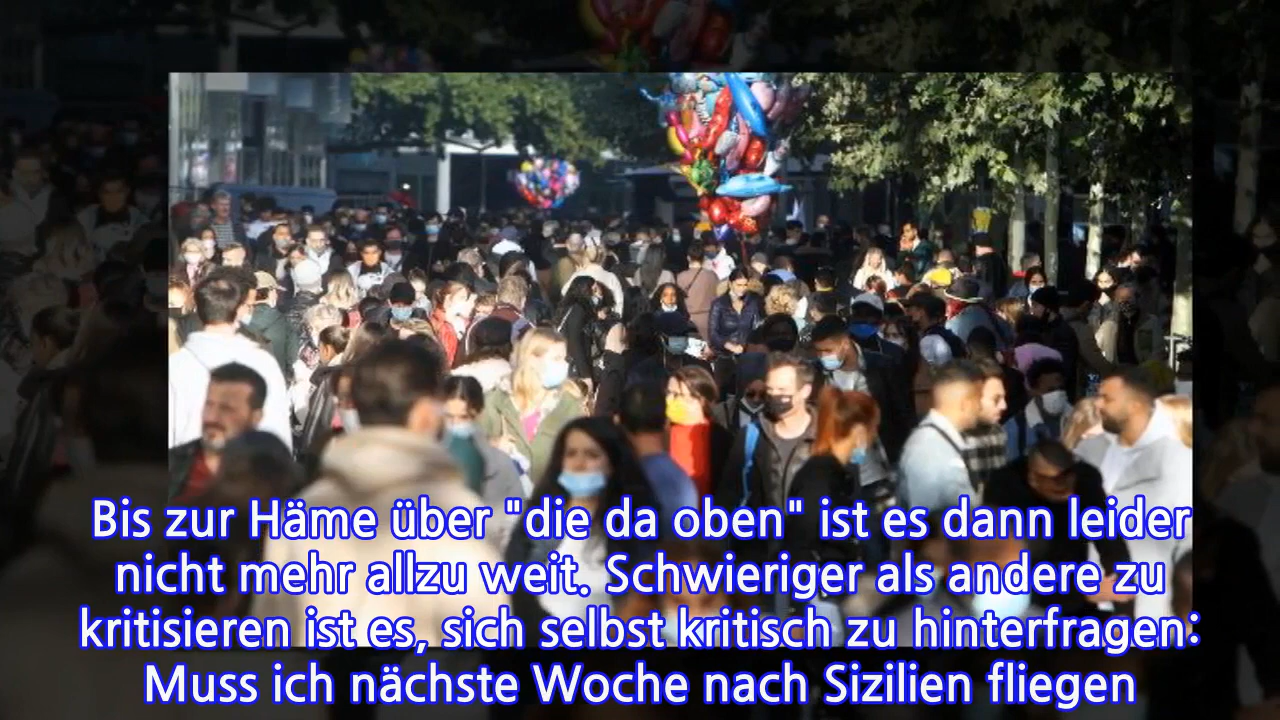 Bis zur Häme über "die da oben" ist es dann leider
nicht mehr allzu weit. Schwieriger als andere zu
kritisieren ist es, sich selbst kritisch zu hinterfragen:
Muss ich nächste Woche nach Sizilien fliegen